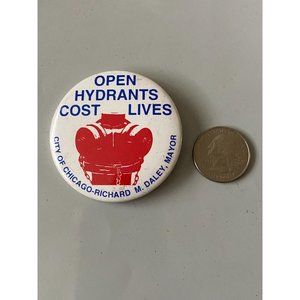 OPEN
HYDRANTS
COST LIVES
CITY OF CHICAGO-RICHARD M. DALEY, MAYOR